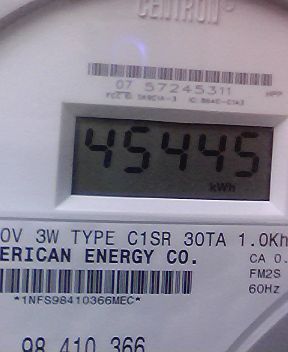 CENTRON®
07 57245311
HPP
45445
kWh
0V 3W TYPE C1SR 30TA 1.0Kh
ERICAN ENERGY CO.
CA 0.
FM2S
60Hz
*1NFS98410366MEC*
98 410 366